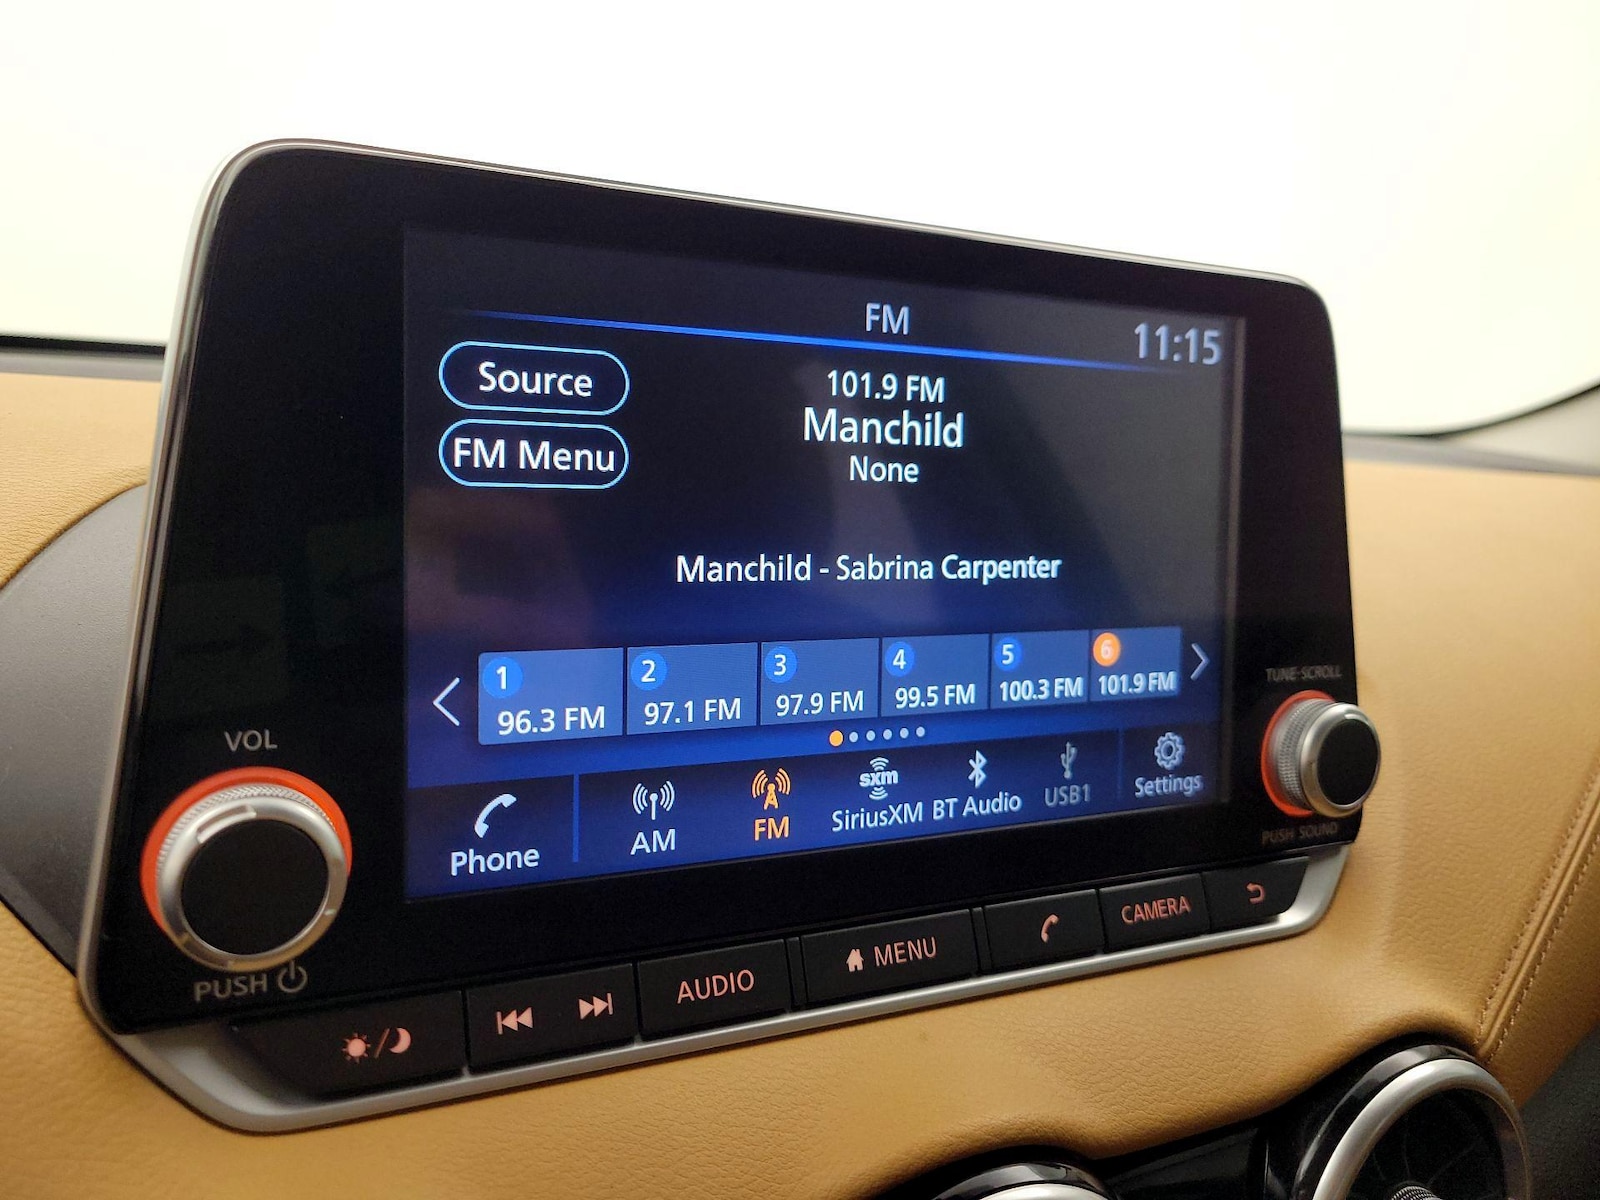 FM
11:15
Source
101.9 FM
Manchild
FM Menu
None
Manchild - Sabrina Carpenter
1
2
3
4
5
6
96.3 FM
97.1 FM
97.9 FM
99.5 FM
100.3 FM
101.9 FM
TUNE-SCROLL
VOL
Phone
AM
FM
sxm
SiriusXM
BT Audio
USB1
Settings
PUSH SOUND
PUSH
AUDIO
MENU
CAMERA